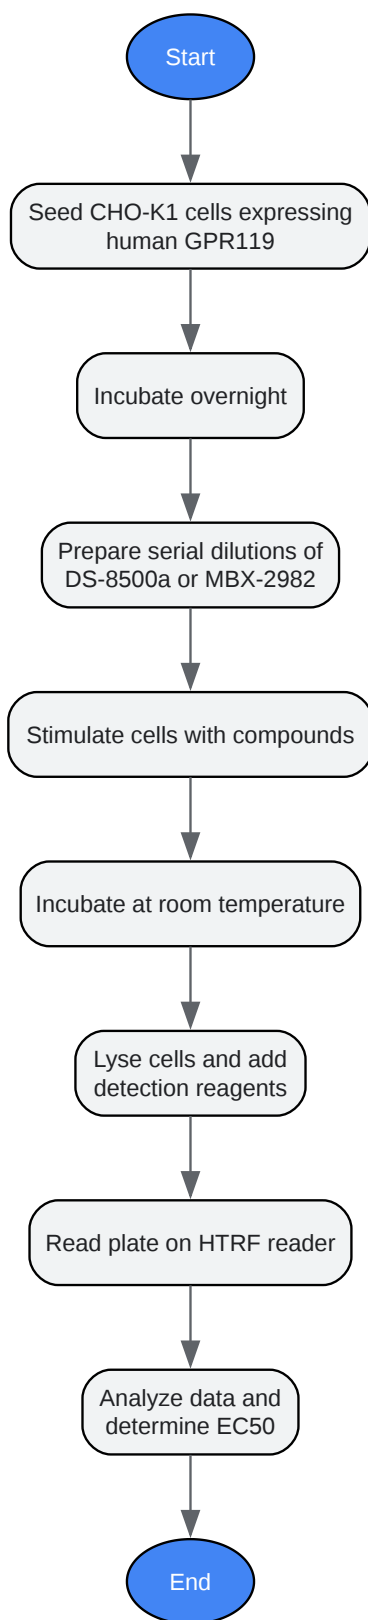 Start
Seed CHO-K1 cells expressing
human GPR119
Incubate overnight
Prepare serial dilutions of
DS-8500a or MBX-2982
Stimulate cells with compounds
Incubate at room temperature
Lyse cells and add
detection reagents
Read plate on HTRF reader
Analyze data and
determine EC50
End